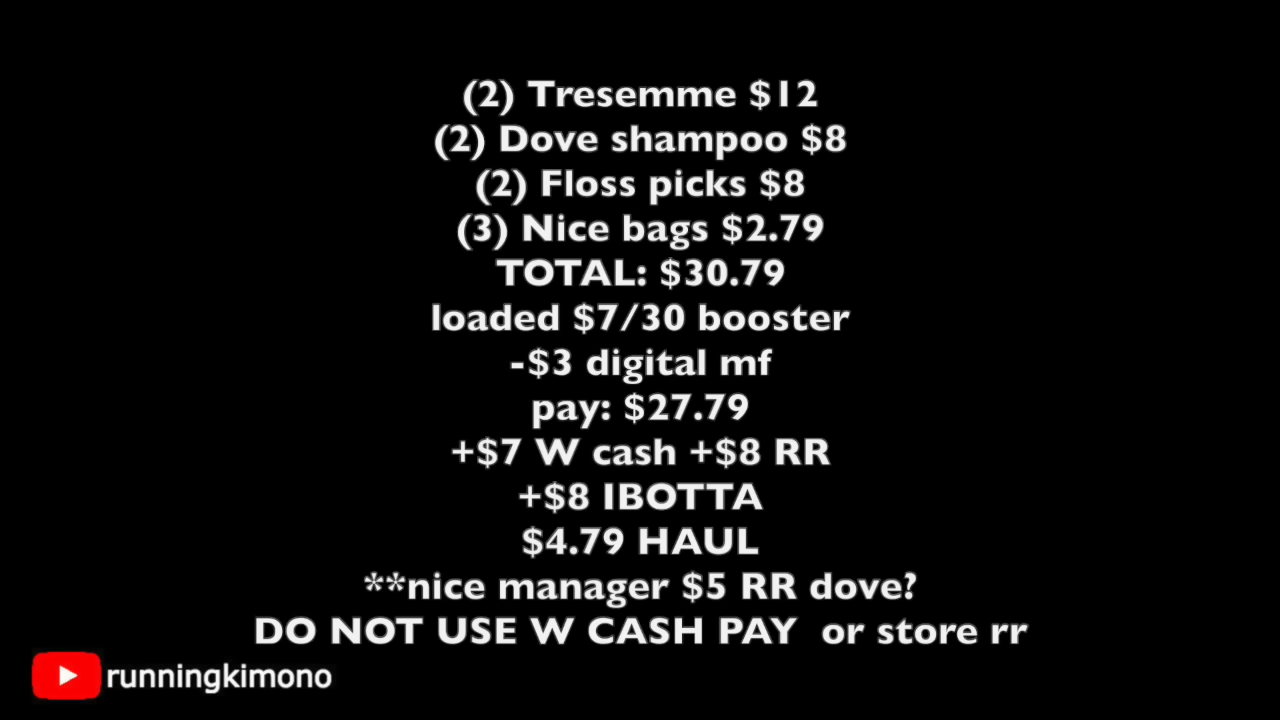 (2) Tresemme $12
(2) Dove shampoo $8
(2) Floss picks $8
(3) Nice bags $2.79
TOTAL: $30.79
loaded $7/30 booster
-$3 digital mf
pay: $27.79
+$7 W cash +$8 RR
+$8 IBOTTA
$4.79 HAUL
**nice manager $5 RR dove?
DO NOT USE W CASH PAY  or store rr
runningkimono